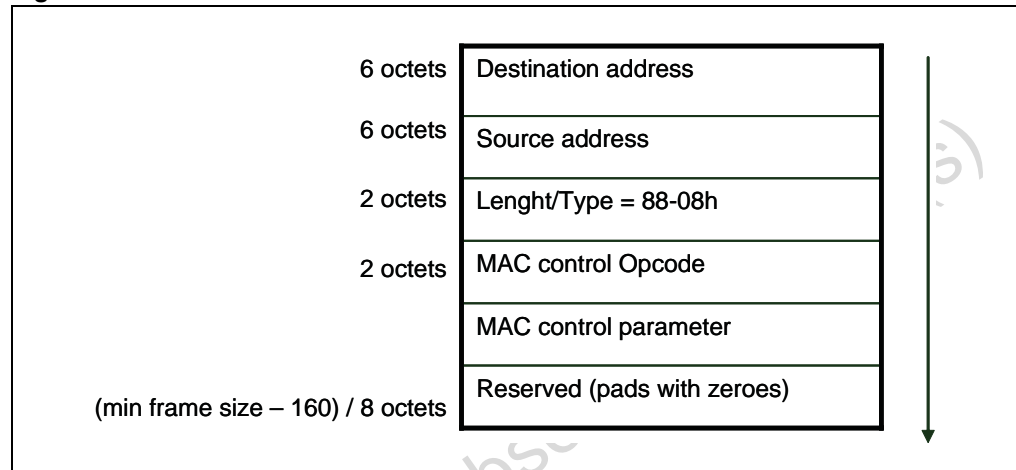 6 octets Destination address
6 octets Source address
2 octets Lenght/Type = 88-08h
2 octets MAC control Opcode
MAC control parameter
(min frame size – 160) / 8 octets Reserved (pads with zeroes)